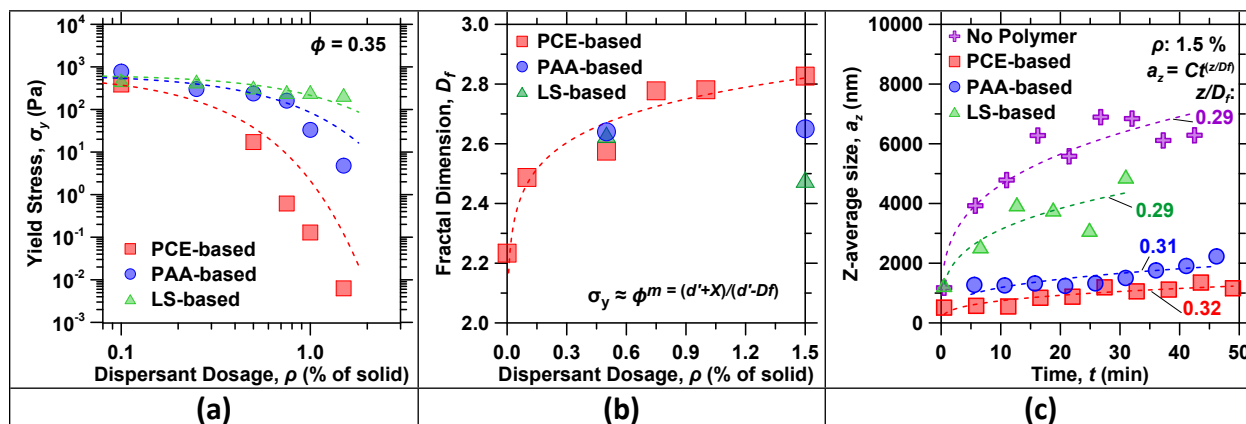 10⁵
10⁴
10³
10²
10¹
10⁰
10⁻¹
10⁻²
10⁻³
Yield Stress, σy (Pa)
ϕ = 0.35
PCE-based
PAA-based
LS-based
0.1
1.0
Dispersant Dosage, ρ (% of solid)
(a)
3.0
2.8
2.6
2.4
2.2
2.0
Fractal Dimension, Df
PCE-based
PAA-based
LS-based
σy ≈ ϕ^m = (d'+X)/(d'-Df)
0.0
0.3
0.6
0.9
1.2
1.5
Dispersant Dosage, ρ (% of solid)
(b)
10000
8000
6000
4000
2000
0
Z-average size, az (nm)
No Polymer
PCE-based
PAA-based
LS-based
ρ: 1.5 %
az = Ct^(z/Df)
z/Df:
0.29
0.29
0.31
0.32
0
10
20
30
40
50
Time, t (min)
(c)